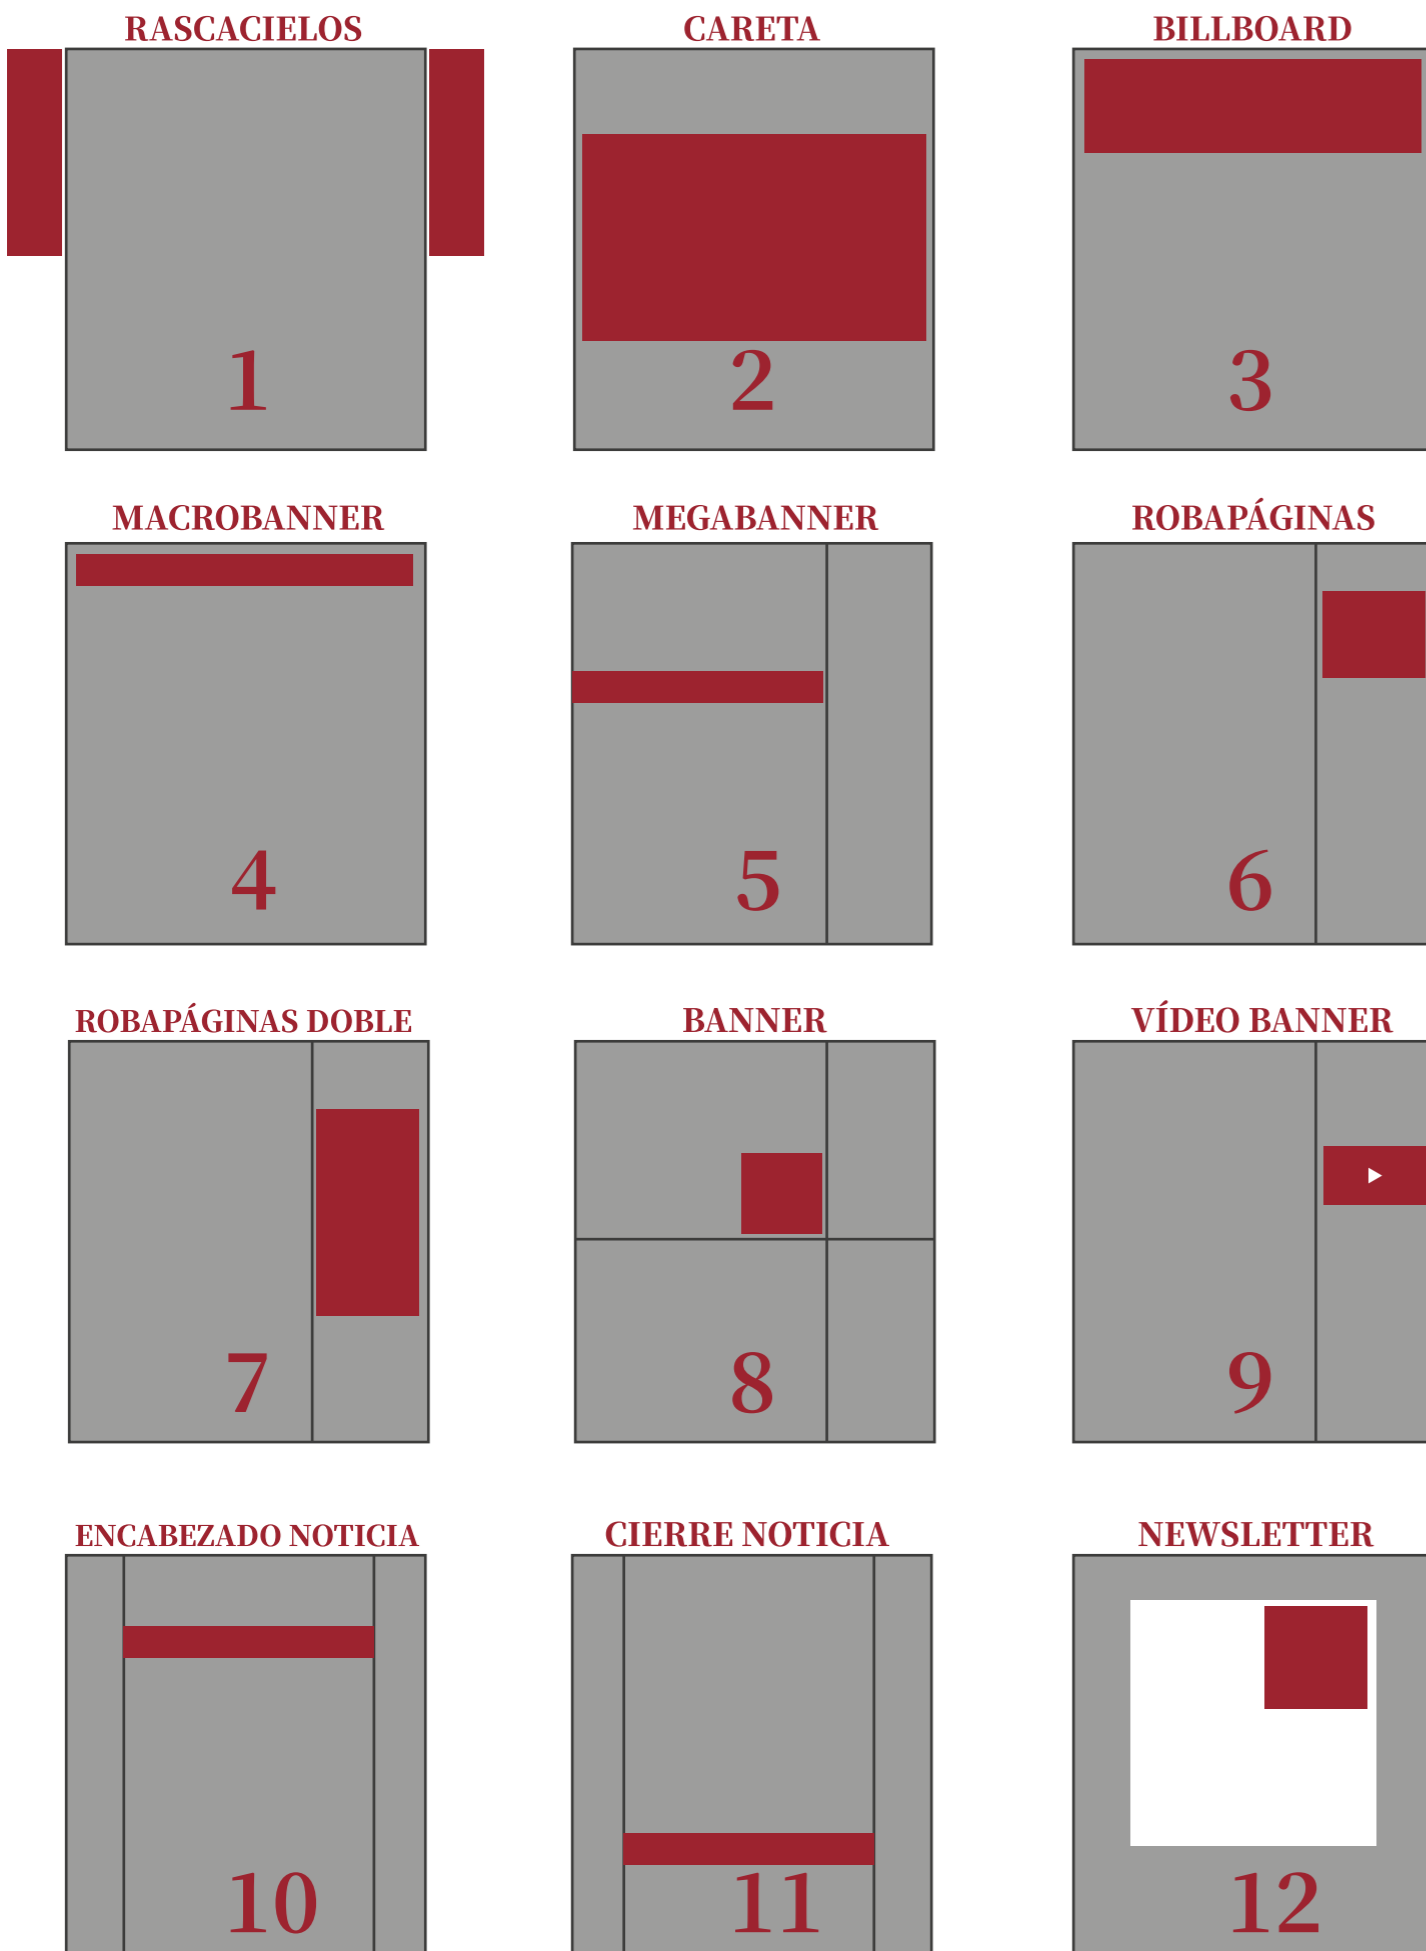 RASCACIELOS
CARETA
BILLBOARD
1
2
3
MACROBANNER
MEGABANNER
ROBAPÁGINAS
4
5
6
ROBAPÁGINAS DOBLE
BANNER
VÍDEO BANNER
7
8
9
ENCABEZADO NOTICIA
CIERRE NOTICIA
NEWSLETTER
10
11
12